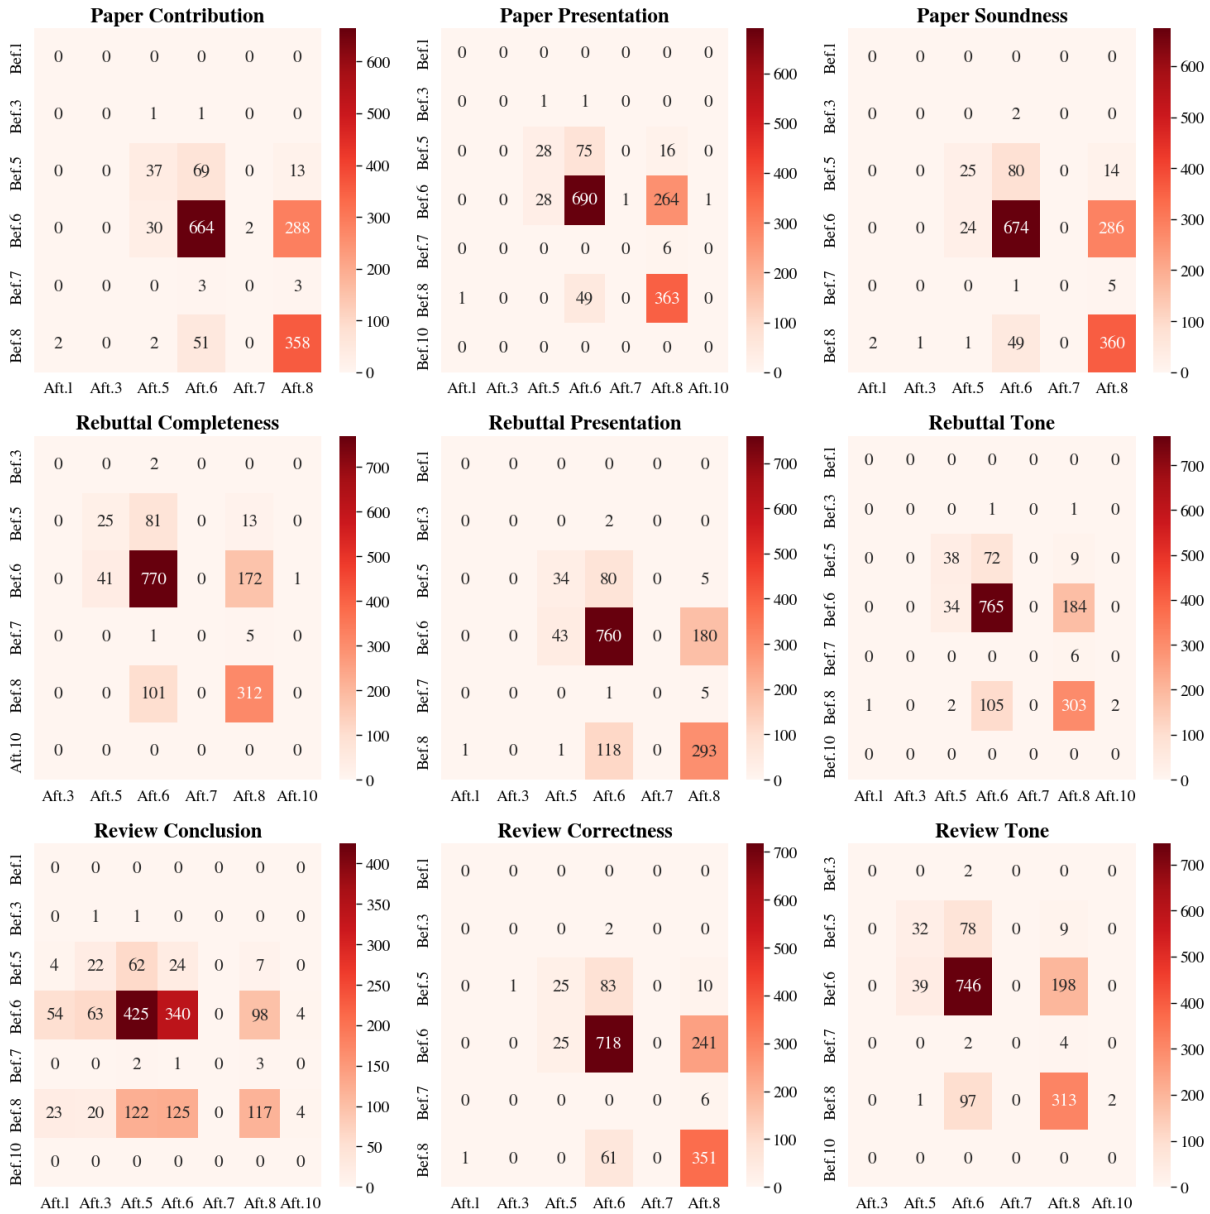 Paper Contribution
Bef.1 0 0 0 0 0 0
Bef.3 0 0 1 1 0 0
Bef.5 0 0 37 69 0 13
Bef.6 0 0 30 664 2 288
Bef.7 0 0 0 3 0 3
Bef.8 2 0 2 51 0 358
Aft.1 Aft.3 Aft.5 Aft.6 Aft.7 Aft.8
600
500
400
300
200
100
0
Paper Presentation
Bef.1 0 0 0 0 0 0 0
Bef.3 0 0 1 1 0 0 0
Bef.5 0 0 28 75 0 16 0
Bef.6 0 0 28 690 1 264 1
Bef.7 0 0 0 0 0 6 0
Bef.8 1 0 0 49 0 363 0
Bef.10 0 0 0 0 0 0 0
Aft.1 Aft.3 Aft.5 Aft.6 Aft.7 Aft.8 Aft.10
600
500
400
300
200
100
0
Paper Soundness
Bef.1 0 0 0 0 0 0
Bef.3 0 0 0 2 0 0
Bef.5 0 0 25 80 0 14
Bef.6 0 0 24 674 0 286
Bef.7 0 0 0 1 0 5
Bef.8 2 1 1 49 0 360
Aft.1 Aft.3 Aft.5 Aft.6 Aft.7 Aft.8
600
500
400
300
200
100
0
Rebuttal Completeness
Bef.3 0 0 2 0 0 0
Bef.5 0 25 81 0 13 0
Bef.6 0 41 770 0 172 1
Bef.7 0 0 1 0 5 0
Bef.8 0 0 101 0 312 0
Aft.10 0 0 0 0 0 0
Aft.3 Aft.5 Aft.6 Aft.7 Aft.8 Aft.10
700
600
500
400
300
200
100
0
Rebuttal Presentation
Bef.1 0 0 0 0 0 0
Bef.3 0 0 0 2 0 0
Bef.5 0 0 34 80 0 5
Bef.6 0 0 43 760 0 180
Bef.7 0 0 0 1 0 5
Bef.8 1 0 1 118 0 293
Aft.1 Aft.3 Aft.5 Aft.6 Aft.7 Aft.8
700
600
500
400
300
200
100
0
Rebuttal Tone
Bef.1 0 0 0 0 0 0 0
Bef.3 0 0 0 1 0 1 0
Bef.5 0 0 38 72 0 9 0
Bef.6 0 0 34 765 0 184 0
Bef.7 0 0 0 0 0 6 0
Bef.8 1 0 2 105 0 303 2
Bef.10 0 0 0 0 0 0 0
Aft.1 Aft.3 Aft.5 Aft.6 Aft.7 Aft.8 Aft.10
700
600
500
400
300
200
100
0
Review Conclusion
Bef.1 0 0 0 0 0 0 0
Bef.3 0 1 1 0 0 0 0
Bef.5 4 22 62 24 0 7 0
Bef.6 54 63 425 340 0 98 4
Bef.7 0 0 2 1 0 3 0
Bef.8 23 20 122 125 0 117 4
Bef.10 0 0 0 0 0 0 0
Aft.1 Aft.3 Aft.5 Aft.6 Aft.7 Aft.8 Aft.10
400
350
300
250
200
150
100
50
0
Review Correctness
Bef.1 0 0 0 0 0 0
Bef.3 0 0 0 2 0 0
Bef.5 0 1 25 83 0 10
Bef.6 0 0 25 718 0 241
Bef.7 0 0 0 0 0 6
Bef.8 1 0 0 61 0 351
Aft.1 Aft.3 Aft.5 Aft.6 Aft.7 Aft.8
700
600
500
400
300
200
100
0
Review Tone
Bef.3 0 0 2 0 0 0
Bef.5 0 32 78 0 9 0
Bef.6 0 39 746 0 198 0
Bef.7 0 0 2 0 4 0
Bef.8 0 1 97 0 313 2
Bef.10 0 0 0 0 0 0
Aft.3 Aft.5 Aft.6 Aft.7 Aft.8 Aft.10
700
600
500
400
300
200
100
0